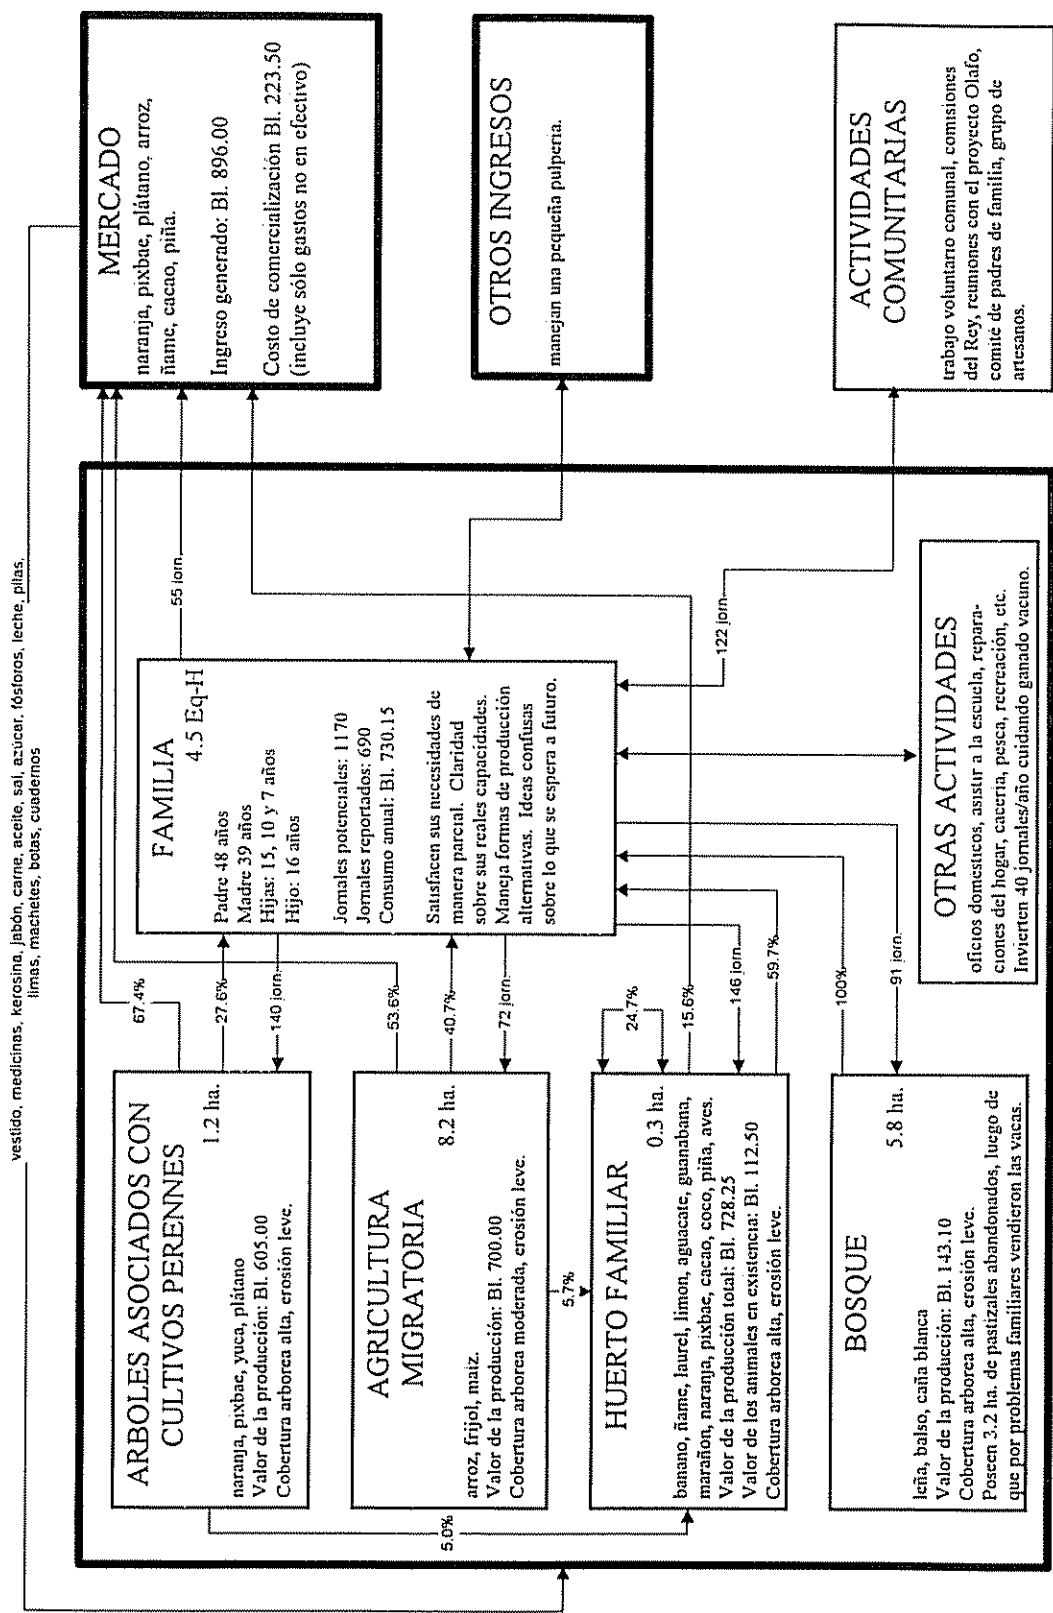 vestido, medicinas, kerosina, jabón, carne, aceite, sal, azúcar, fósforos, leche, pilas,
limas, machetes, botas, cuadernos
ARBOLES ASOCIADOS CON
CULTIVOS PERENNES
1.2 ha.
naranja, pixbae, yuca, plátano
Valor de la producción: Bl. 605.00
Cobertura arborea alta, erosión leve.
67.4%
27.6%
140 jorn.
5.0%
AGRICULTURA
MIGRATORIA
8.2 ha.
arroz, frijol, maiz.
Valor de la producción: Bl. 700.00
Cobertura arborea moderada, erosión leve.
53.6%
40.7%
72 jorn.
5.7%
HUERTO FAMILIAR
0.3 ha.
banano, ñame, laurel, limon, aguacate, guanabana,
marañon, naranja, pixbae, cacao, coco, piña, aves.
Valor de la producción total: Bl. 728.25
Valor de los animales en existencia: Bl. 112.50
Cobertura arborea alta, erosión leve.
24.7%
15.6%
146 jorn.
59.7%
BOSQUE
5.8 ha.
leña, balso, caña blanca
Valor de la producción: Bl. 143.10
Cobertura arborea alta, erosión leve.
Poseen 3.2 ha. de pastizales abandonados, luego de
que por problemas familiares vendieron las vacas.
100%
91 jorn.
FAMILIA
4.5 Eq-H
Padre 48 años
Madre 39 años
Hijas: 15, 10 y 7 años
Hijo: 16 años
Jornales potenciales: 1170
Jornales reportados: 690
Consumo anual: Bl. 730.15
Satisfacen sus necesidades de
manera parcial. Claridad
sobre sus reales capacidades.
Maneja formas de producción
alternativas. Ideas confusas
sobre lo que se espera a futuro.
55 jorn.
122 jorn.
OTRAS ACTIVIDADES
oficios domésticos, asistir a la escuela, repara-
ciones del hogar, cacería, pesca, recreación, etc.
Invierten 40 jornales/año cuidando ganado vacuno.
MERCADO
naranja, pixbae, plátano, arroz,
ñame, cacao, piña.
Ingreso generado: Bl. 896.00
Costo de comercialización Bl. 223.50
(incluye sólo gastos no en efectivo)
OTROS INGRESOS
manejan una pequeña pulpería.
ACTIVIDADES
COMUNITARIAS
trabajo voluntario comunal, comisiones
del Rey, reuniones con el proyecto Olafo,
comité de padres de familia, grupo de
artesanos.